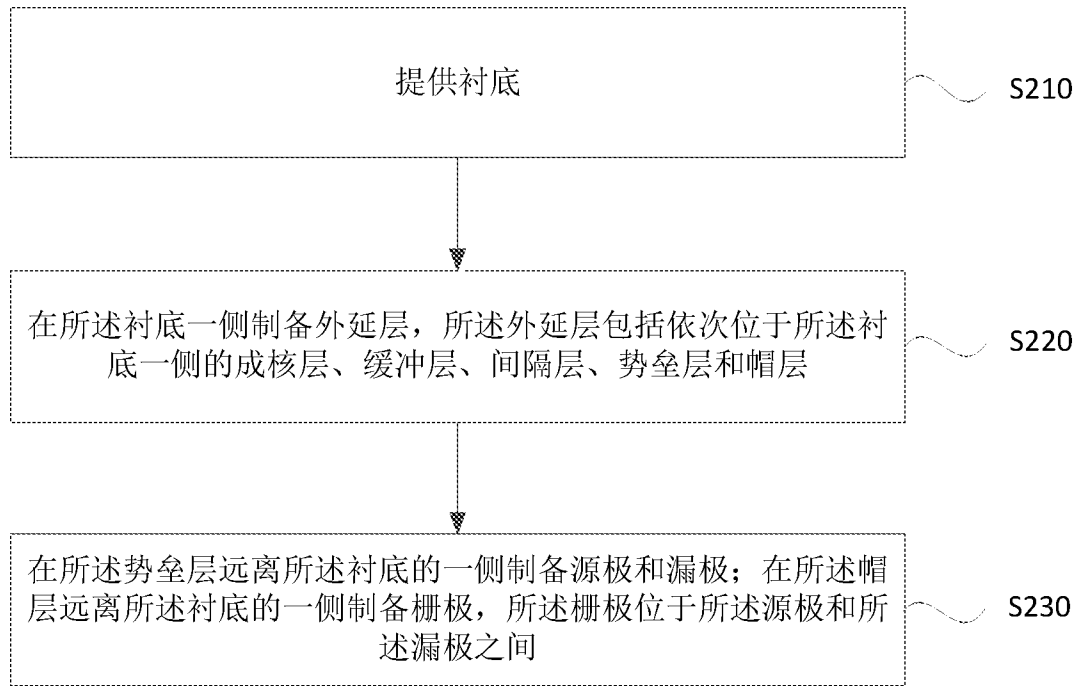 提供衬底
S210
在所述衬底一侧制备外延层，所述外延层包括依次位于所述衬
底一侧的成核层、缓冲层、间隔层、势垒层和帽层
S220
在所述势垒层远离所述衬底的一侧制备源极和漏极；在所述帽
层远离所述衬底的一侧制备栅极，所述栅极位于所述源极和所
述漏极之间
S230